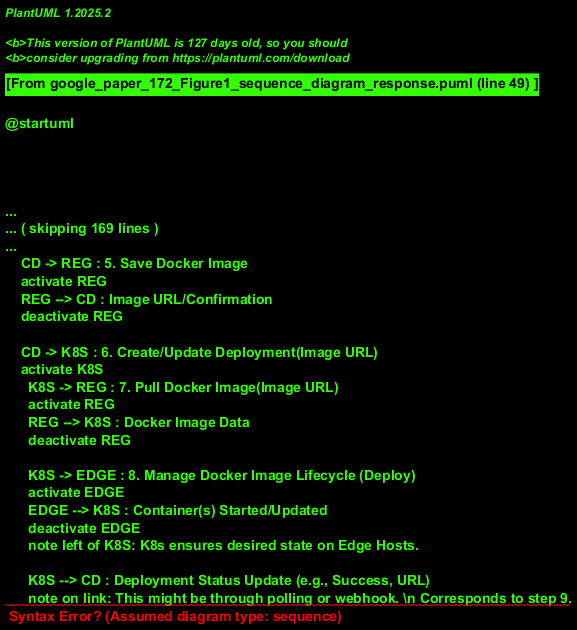 PlantUML 1.2025.2
<b>This version of PlantUML is 127 days old, so you should
<b>consider upgrading from https://plantuml.com/download
[From google_paper_172_Figure1_sequence_diagram_response.puml (line 49) ]
@startuml
...
... ( skipping 169 lines )
...
CD -> REG : 5. Save Docker Image
activate REG
REG --> CD : Image URL/Confirmation
deactivate REG
CD -> K8S : 6. Create/Update Deployment(Image URL)
activate K8S
K8S -> REG : 7. Pull Docker Image(Image URL)
activate REG
REG --> K8S : Docker Image Data
deactivate REG
K8S -> EDGE : 8. Manage Docker Image Lifecycle (Deploy)
activate EDGE
EDGE --> K8S : Container(s) Started/Updated
deactivate EDGE
note left of K8S: K8s ensures desired state on Edge Hosts.
K8S --> CD : Deployment Status Update (e.g., Success, URL)
note on link: This might be through polling or webhook. \n Corresponds to step 9.
Syntax Error? (Assumed diagram type: sequence)